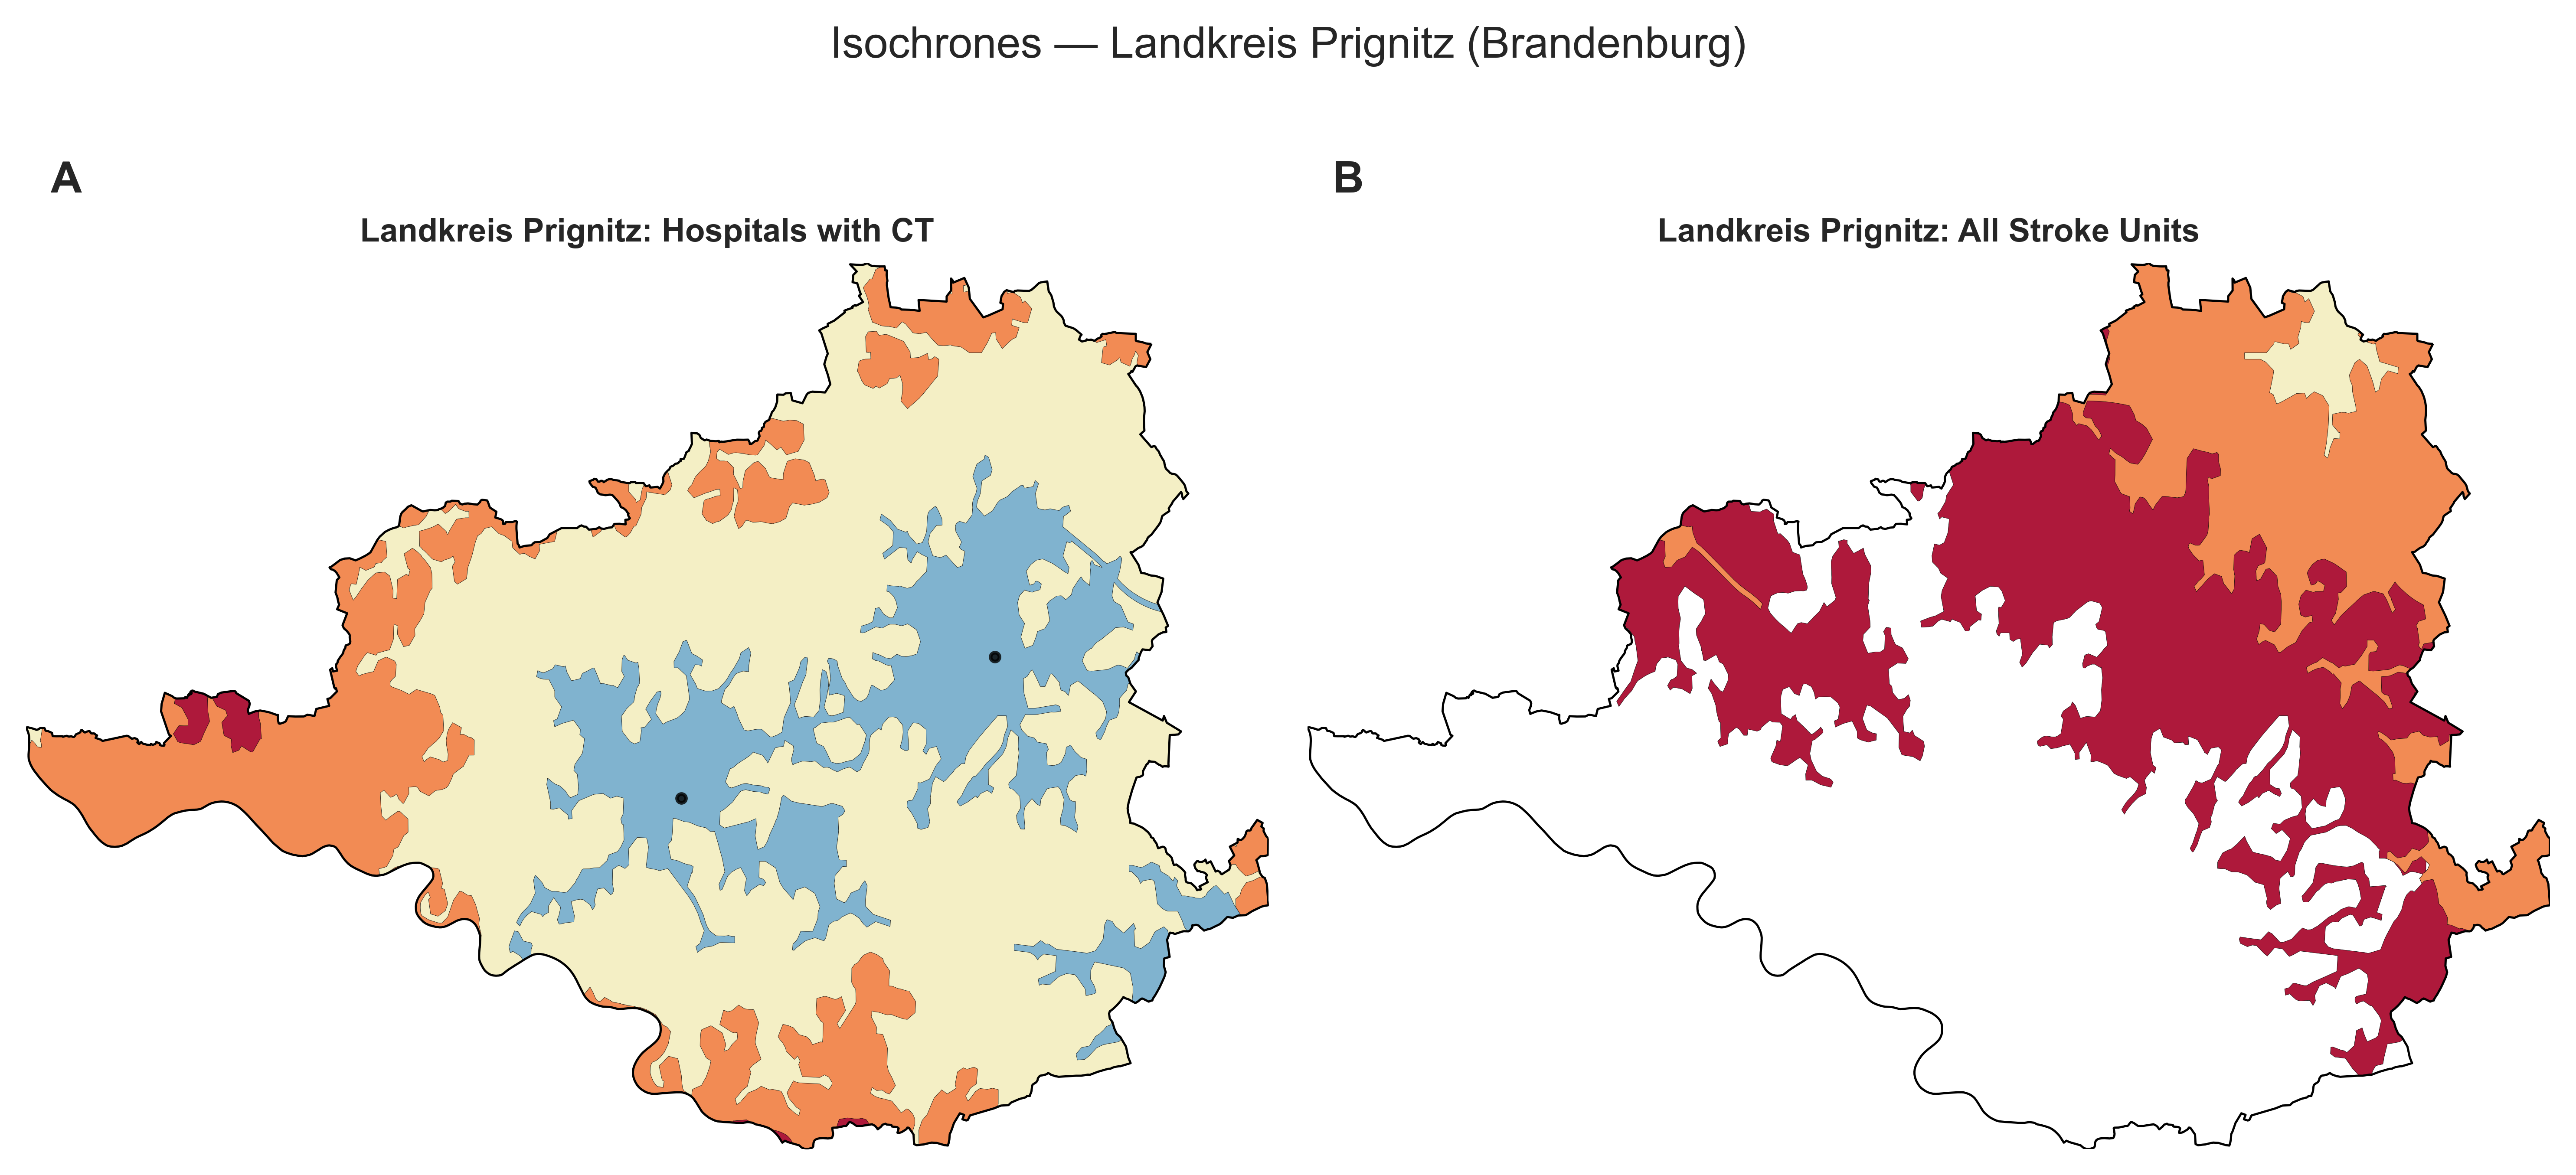 Isochrones — Landkreis Prignitz (Brandenburg)
A
Landkreis Prignitz: Hospitals with CT
B
Landkreis Prignitz: All Stroke Units